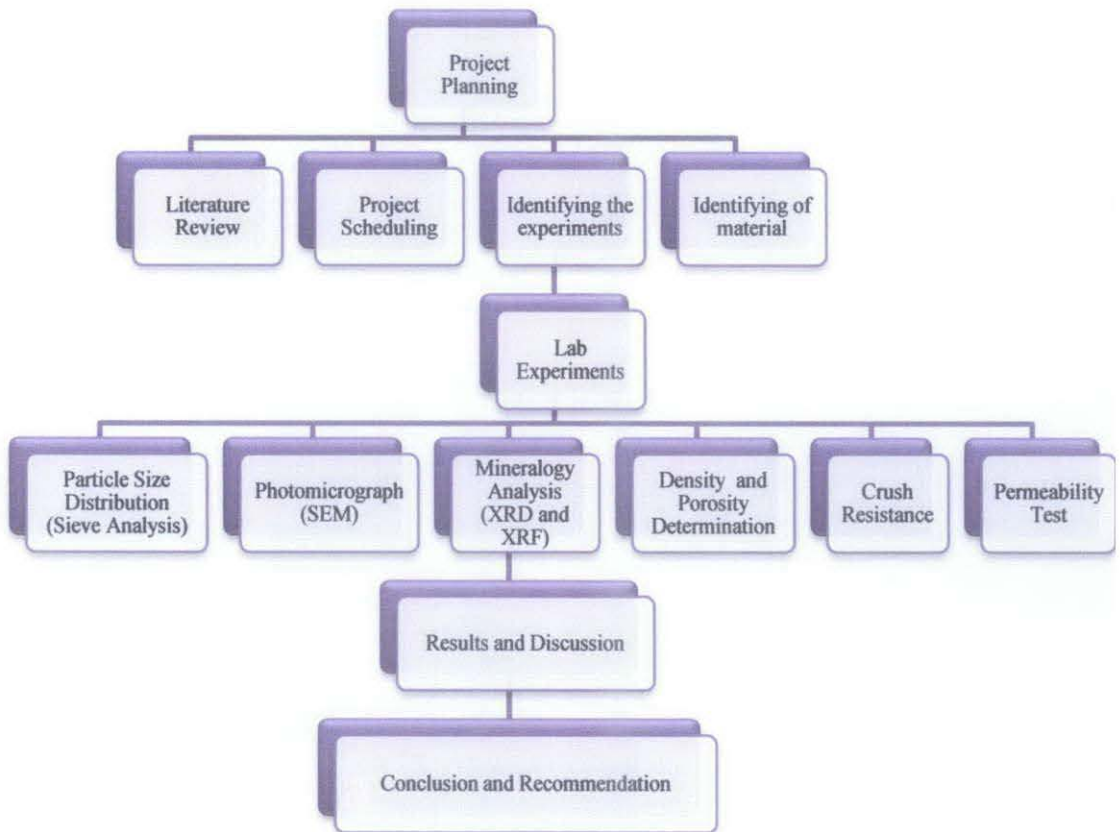 Project
Planning
Literature
Review
Project
Scheduling
Identifying the
experiments
Identifying of
material
Lab
Experiments
Particle Size
Distribution
(Sieve Analysis)
Photomicrograph
(SEM)
Mineralogy
Analysis
(XRD and
XRF)
Density and
Porosity
Determination
Crush
Resistance
Permeability
Test
Results and Discussion
Conclusion and Recommendation